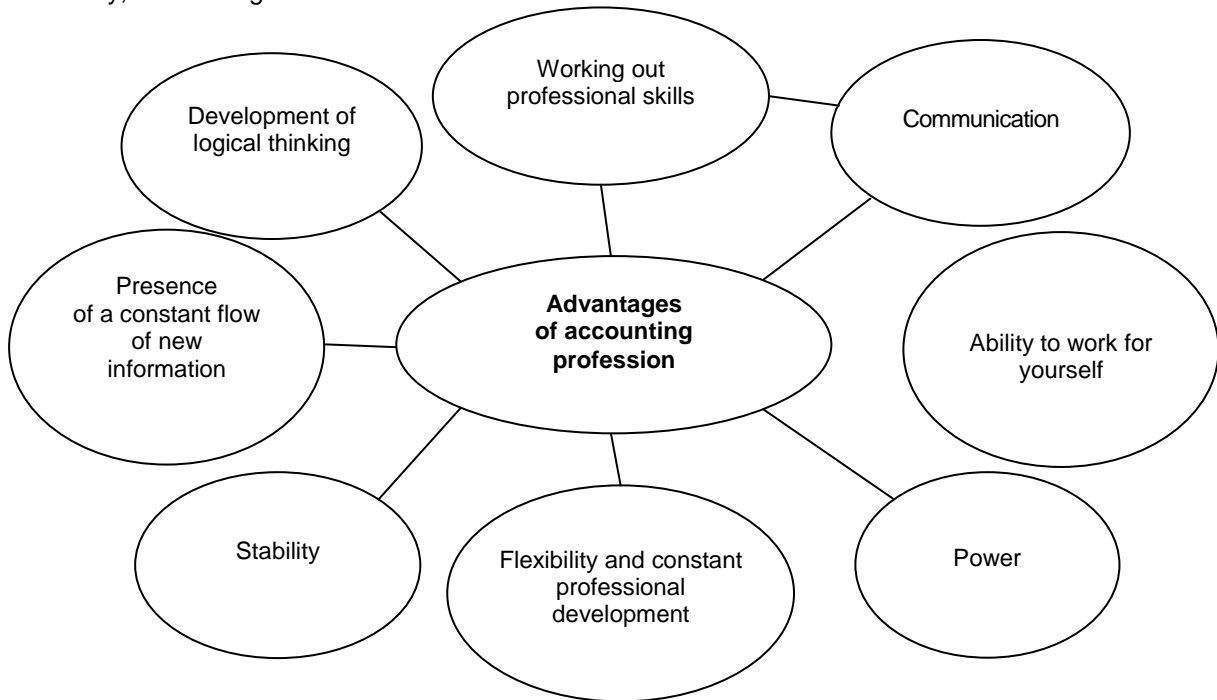 Working out
professional skills
Communication
Development of
logical thinking
Presence
of a constant flow
of new
information
Advantages
of accounting
profession
Ability to work for
yourself
Stability
Flexibility and constant
professional
development
Power